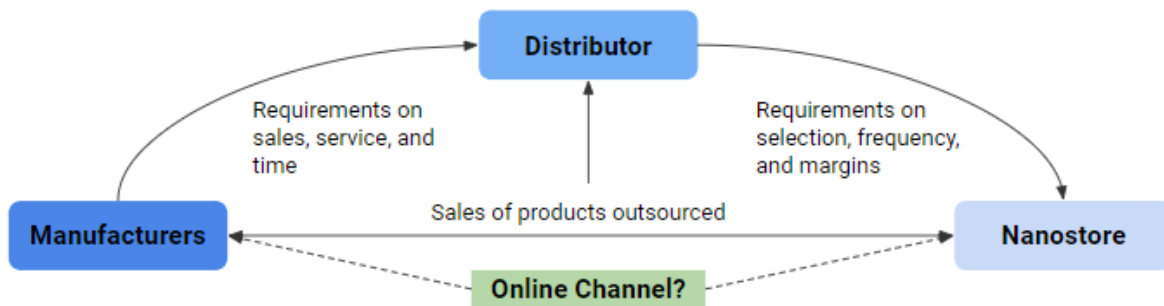 Distributor
Requirements on
sales, service, and
time
Requirements on
selection, frequency,
and margins
Manufacturers
Sales of products outsourced
Nanostore
Online Channel?